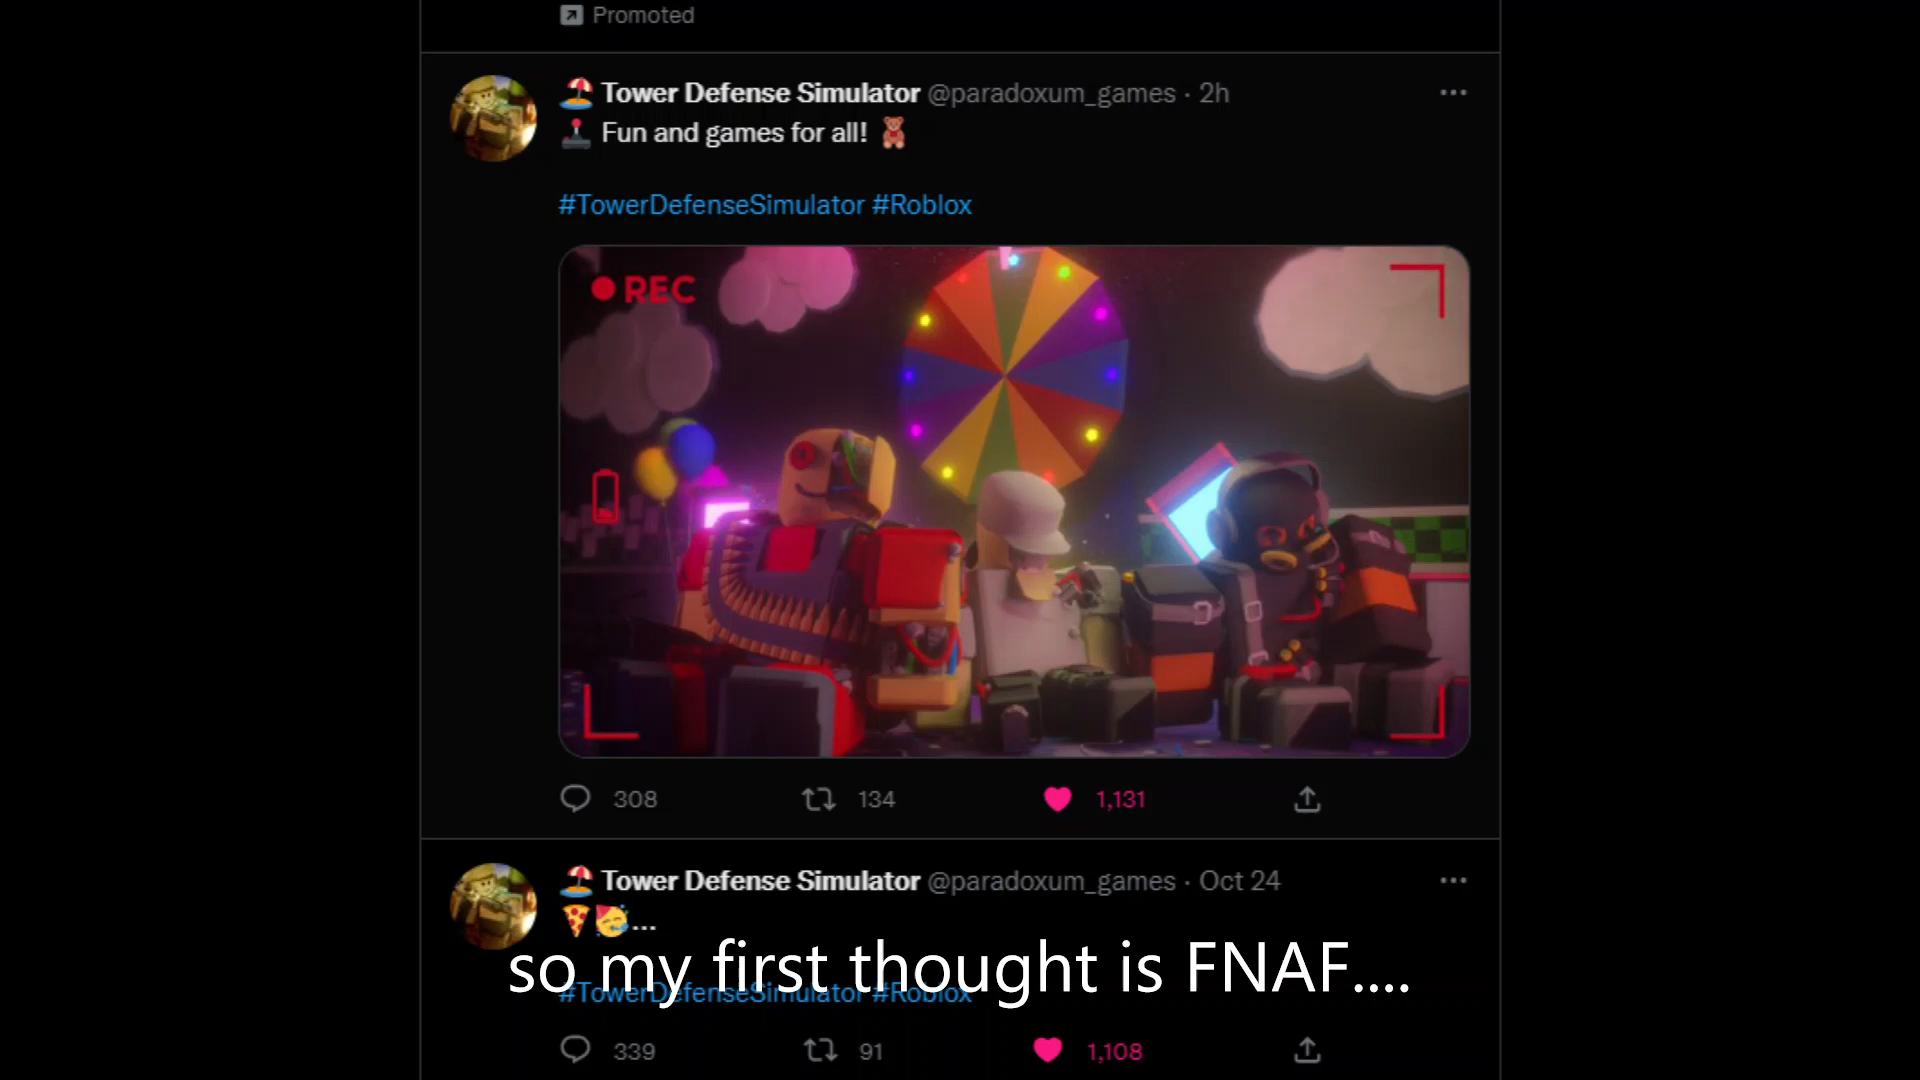 Promoted
Tower Defense Simulator @paradoxum_games · 2h
Fun and games for all!
#TowerDefenseSimulator #Roblox
REC
308 134 1,131
Tower Defense Simulator @paradoxum_games · Oct 24
...
so my first thought is FNAF....
#TowerDefenseSimulator #Roblox
339 91 1,108